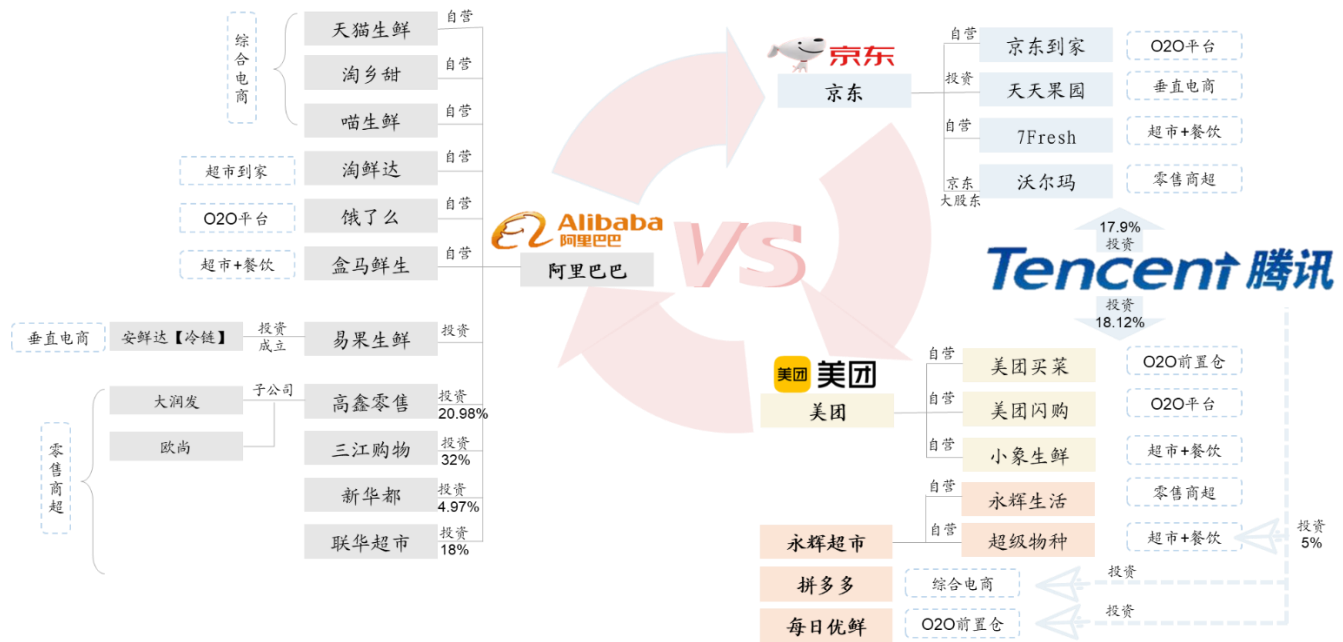 综合电商
天猫生鲜
自营
淘乡甜
自营
喵生鲜
自营
超市到家
淘鲜达
自营
O2O平台
饿了么
自营
超市+餐饮
盒马鲜生
自营
垂直电商
安鲜达【冷链】
投资
成立
易果生鲜
投资
零售商超
大润发
子公司
欧尚
高鑫零售
投资
20.98%
三江购物
投资
32%
新华都
投资
4.97%
联华超市
投资
18%
Alibaba
阿里巴巴
阿里巴巴
VS
京东
京东
自营
京东到家
O2O平台
投资
天天果园
垂直电商
自营
7Fresh
超市+餐饮
京东
大股东
沃尔玛
零售商超
17.9%
投资
Tencent 腾讯
投资
18.12%
美团 美团
美团
自营
美团买菜
O2O前置仓
自营
美团闪购
O2O平台
自营
小象生鲜
超市+餐饮
永辉超市
自营
永辉生活
零售商超
自营
超级物种
超市+餐饮
投资
5%
拼多多
综合电商
投资
每日优鲜
O2O前置仓
投资